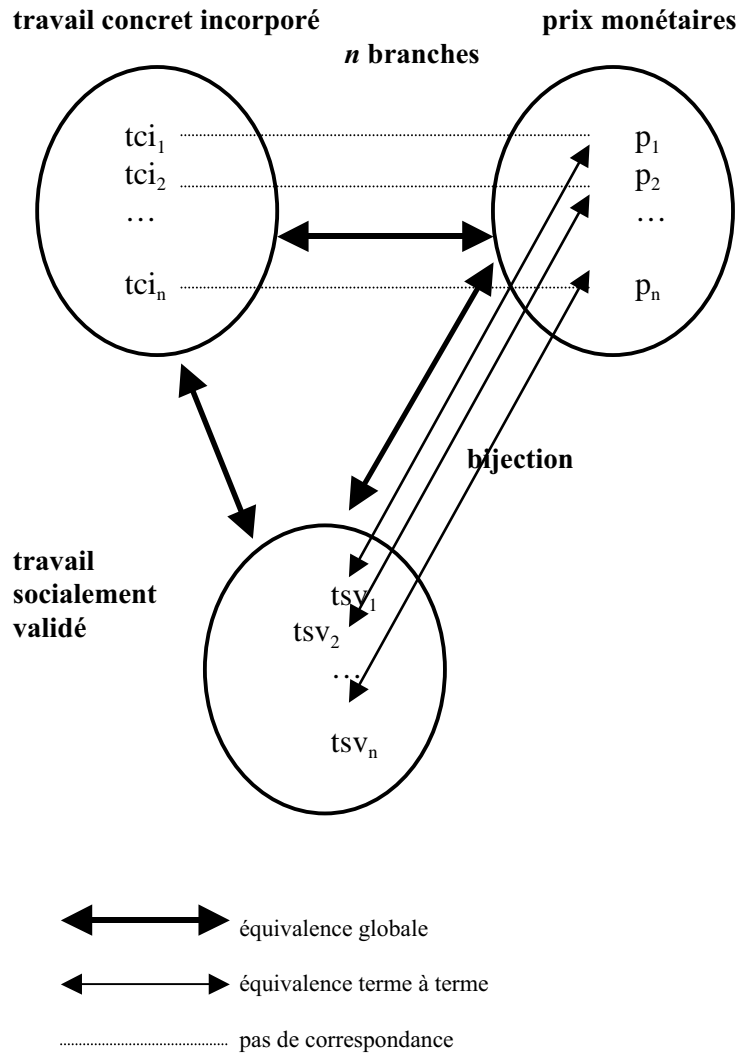 travail concret incorporé
prix monétaires
n branches
tci1
tci2
…
tcin
p1
p2
…
pn
bijection
travail
socialement
validé
tsv1
tsv2
…
tsvn
équivalence globale
équivalence terme à terme
pas de correspondance